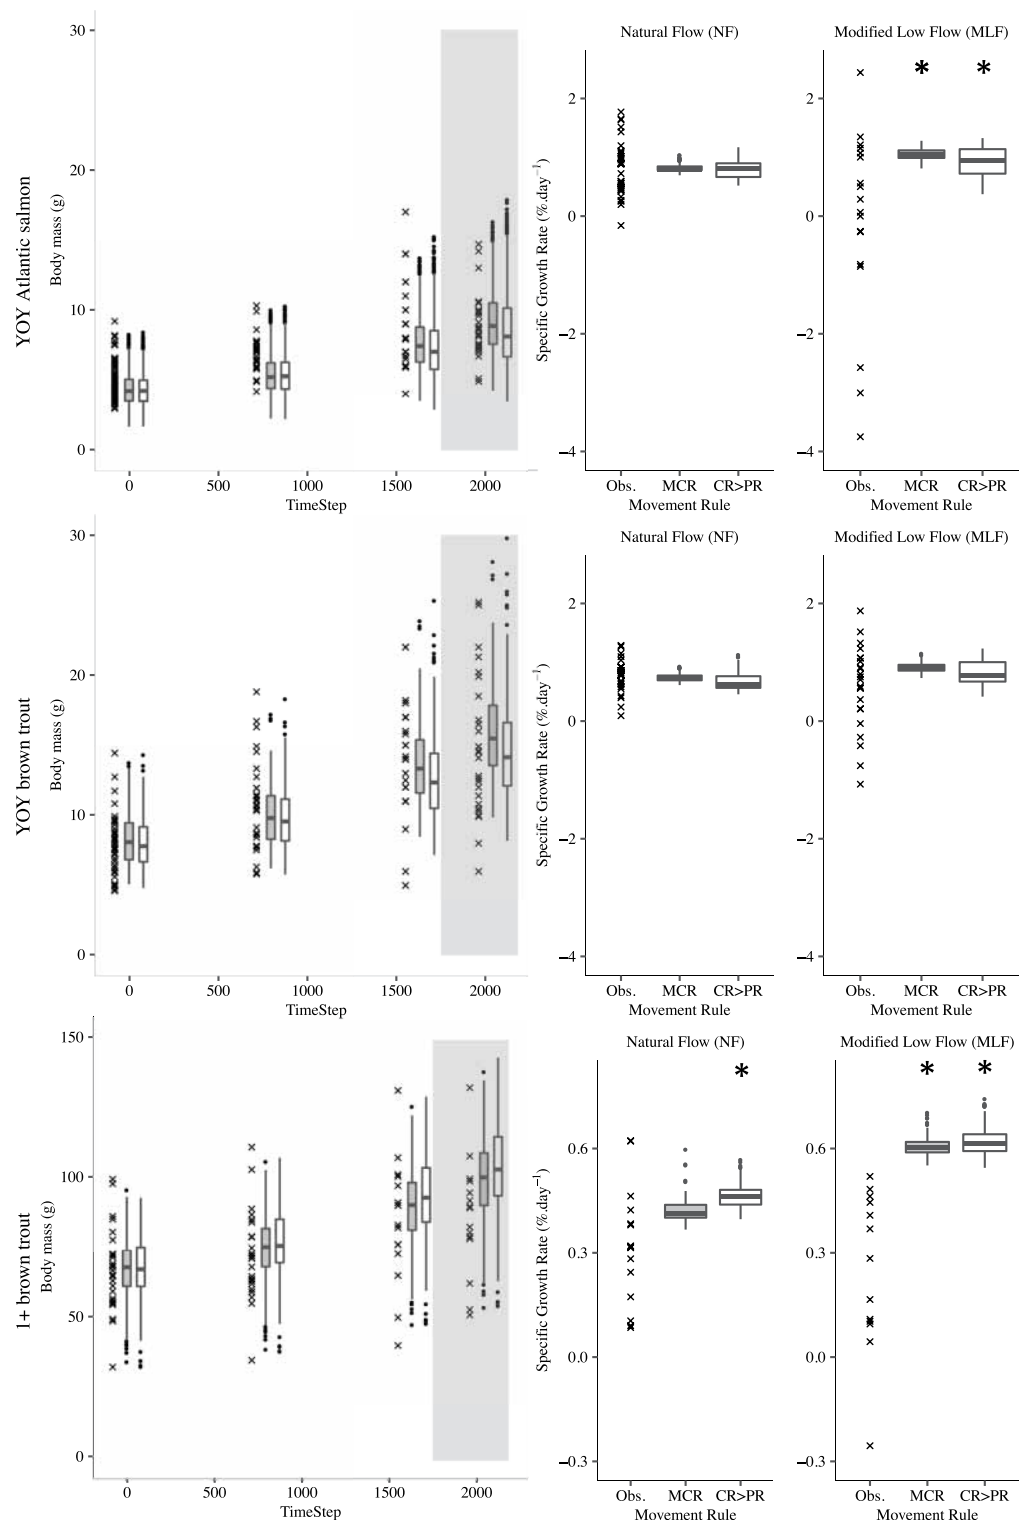 YOY Atlantic salmon
Body mass (g)
30
20
10
0
0 500 1000 1500 2000
TimeStep
Natural Flow (NF)
Specific Growth Rate (%.day⁻¹)
2
0
−2
−4
Obs. MCR CR>PR
Movement Rule
Modified Low Flow (MLF)
* *
2
0
−2
−4
Obs. MCR CR>PR
Movement Rule
YOY brown trout
Body mass (g)
30
20
10
0
0 500 1000 1500 2000
TimeStep
Natural Flow (NF)
Specific Growth Rate (%.day⁻¹)
2
0
−2
−4
Obs. MCR CR>PR
Movement Rule
Modified Low Flow (MLF)
2
0
−2
−4
Obs. MCR CR>PR
Movement Rule
1+ brown trout
Body mass (g)
150
100
50
0
0 500 1000 1500 2000
TimeStep
Natural Flow (NF)
*
Specific Growth Rate (%.day⁻¹)
0.6
0.3
0.0
−0.3
Obs. MCR CR>PR
Movement Rule
Modified Low Flow (MLF)
* *
0.6
0.3
0.0
−0.3
Obs. MCR CR>PR
Movement Rule